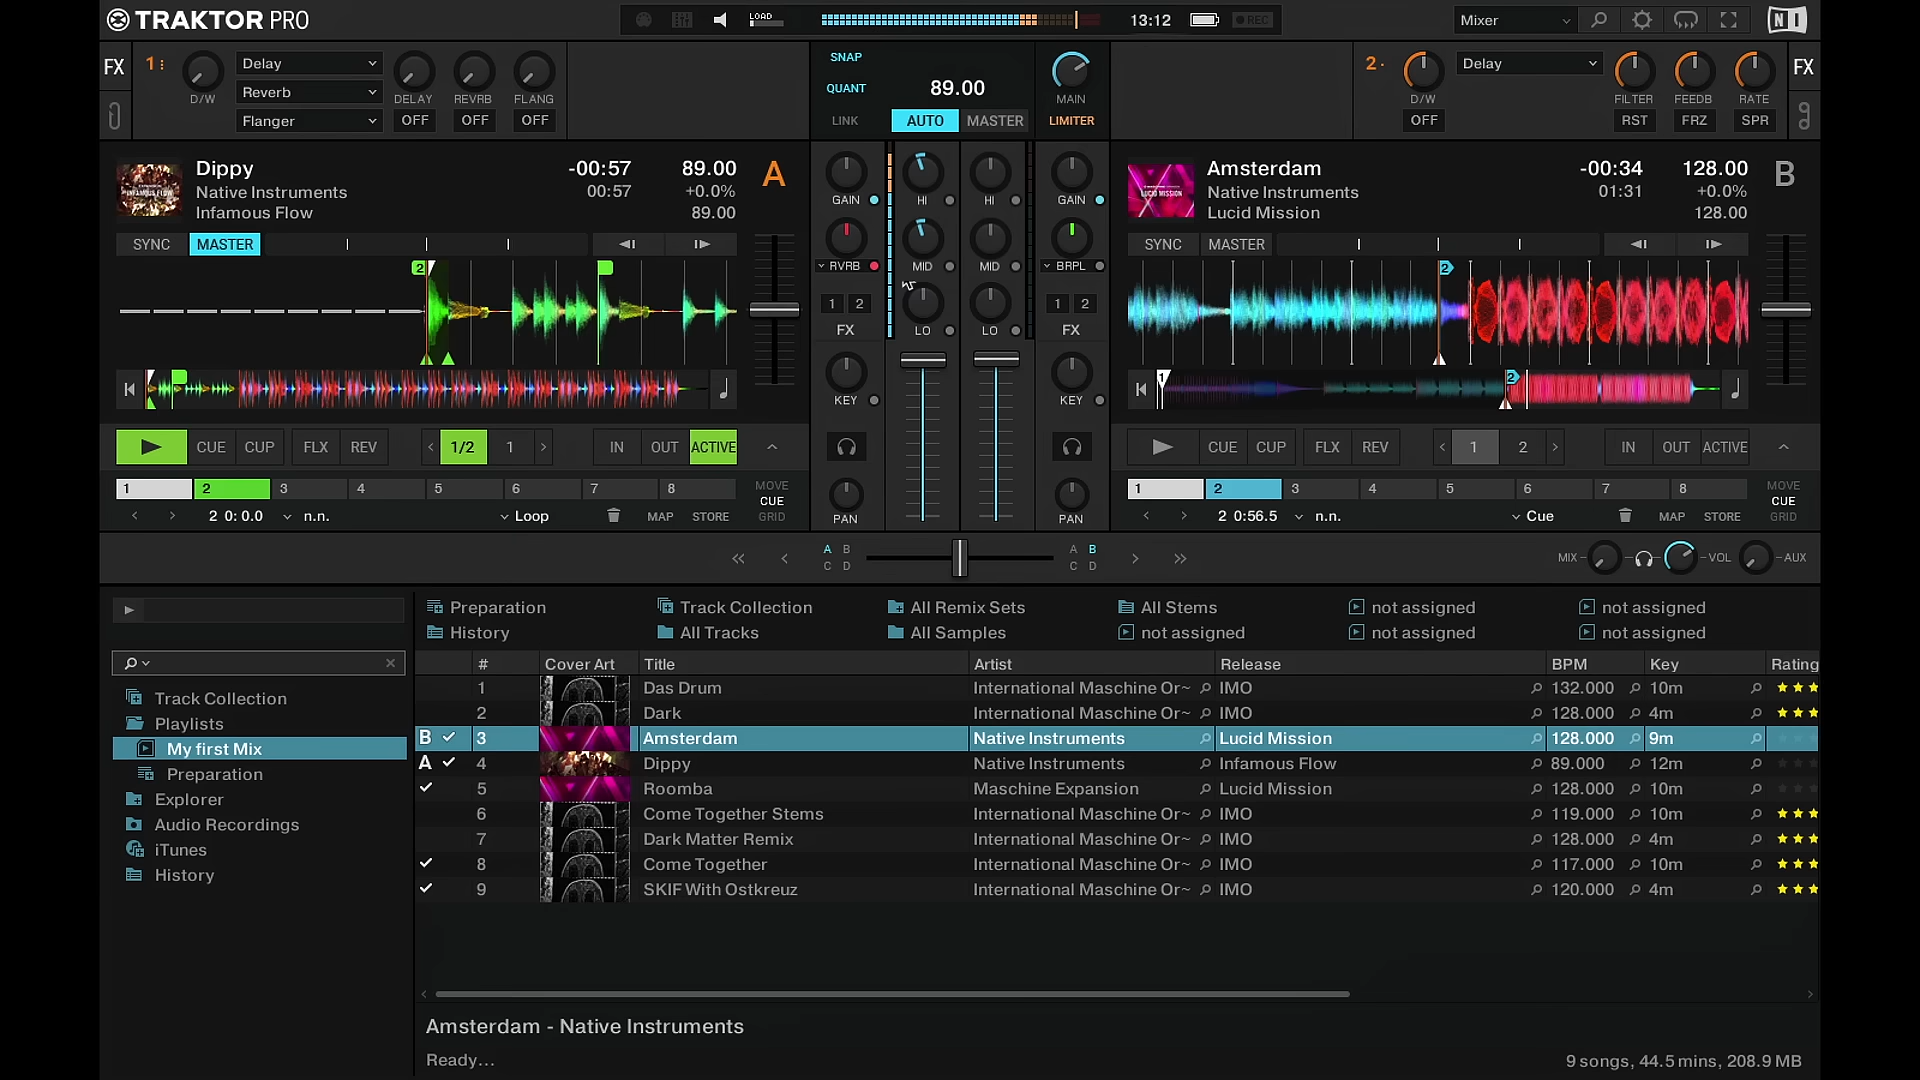 TRAKTOR PRO
LOAD
13:12
REC
Mixer
NI
FX
1
D/W
Delay
Reverb
Flanger
DELAY
REVRB
FLANG
OFF
OFF
OFF
SNAP
QUANT
89.00
LINK
AUTO
MASTER
MAIN
LIMITER
2
D/W
Delay
FILTER
FEEDB
RATE
OFF
RST
FRZ
SPR
FX
Dippy
Native Instruments
Infamous Flow
-00:57
00:57
89.00
+0.0%
89.00
A
SYNC
MASTER
2
GAIN
HI
HI
GAIN
RVRB
MID
MID
BRPL
1 2
1 2
FX
LO
LO
FX
KEY
KEY
PAN
PAN
Amsterdam
Native Instruments
Lucid Mission
-00:34
01:31
128.00
+0.0%
128.00
B
SYNC
MASTER
2
1
2
CUE
CUP
FLX
REV
1/2
1
IN
OUT
ACTIVE
CUE
CUP
FLX
REV
1
2
IN
OUT
ACTIVE
1 2 3 4 5 6 7 8
MOVE
CUE
GRID
2 0: 0.0
n.n.
Loop
MAP
STORE
1 2 3 4 5 6 7 8
MOVE
CUE
GRID
2 0:56.5
n.n.
Cue
MAP
STORE
A B
C D
A B
C D
MIX
VOL
AUX
Preparation
Track Collection
All Remix Sets
All Stems
not assigned
not assigned
History
All Tracks
All Samples
not assigned
not assigned
not assigned
Track Collection
Playlists
My first Mix
Preparation
Explorer
Audio Recordings
iTunes
History
# Cover Art Title Artist Release BPM Key Rating
1 Das Drum International Maschine Or~ IMO 132.000 10m
2 Dark International Maschine Or~ IMO 128.000 4m
B 3 Amsterdam Native Instruments Lucid Mission 128.000 9m
A 4 Dippy Native Instruments Infamous Flow 89.000 12m
5 Roomba Maschine Expansion Lucid Mission 128.000 10m
6 Come Together Stems International Maschine Or~ IMO 119.000 10m
7 Dark Matter Remix International Maschine Or~ IMO 128.000 4m
8 Come Together International Maschine Or~ IMO 117.000 10m
9 SKIF With Ostkreuz International Maschine Or~ IMO 120.000 4m
Amsterdam - Native Instruments
Ready...
9 songs, 44.5 mins, 208.9 MB